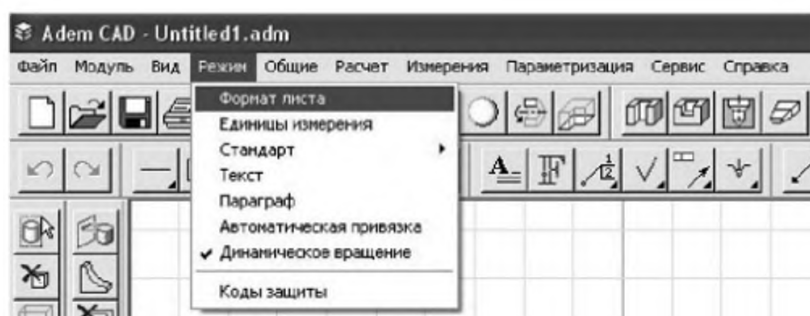 Adem CAD - Untitled1.adm
Файл Модуль Вид Режим Общие Расчет Измерения Параметризация Сервис Справка
Формат листа
Единицы измерения
Стандарт
Текст
Параграф
Автоматическая привязка
Динамическое вращение
Коды защиты